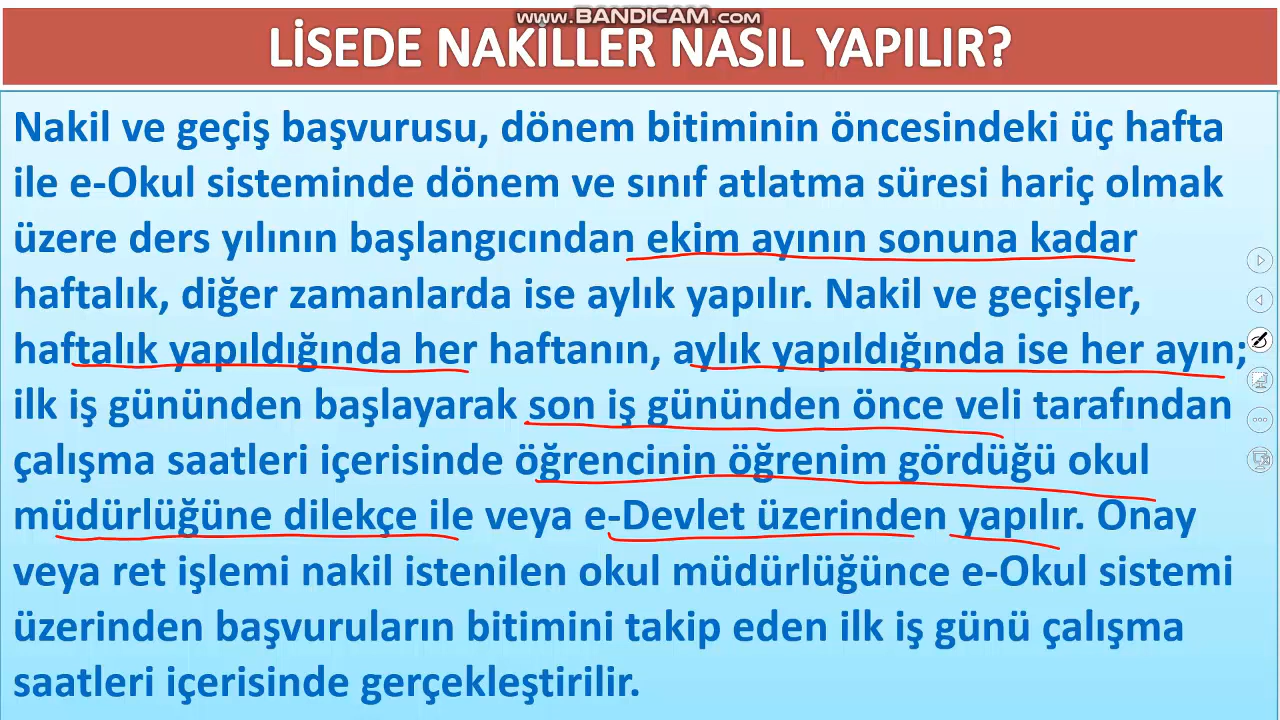 www.BANDICAM.com
LİSEDE NAKİLLER NASIL YAPILIR?
Nakil ve geçiş başvurusu, dönem bitiminin öncesindeki üç hafta
ile e-Okul sisteminde dönem ve sınıf atlatma süresi hariç olmak
üzere ders yılının başlangıcından ekim ayının sonuna kadar
haftalık, diğer zamanlarda ise aylık yapılır. Nakil ve geçişler,
haftalık yapıldığında her haftanın, aylık yapıldığında ise her ayın;
ilk iş gününden başlayarak son iş gününden önce veli tarafından
çalışma saatleri içerisinde öğrencinin öğrenim gördüğü okul
müdürlüğüne dilekçe ile veya e-Devlet üzerinden yapılır. Onay
veya ret işlemi nakil istenilen okul müdürlüğünce e-Okul sistemi
üzerinden başvuruların bitimini takip eden ilk iş günü çalışma
saatleri içerisinde gerçekleştirilir.